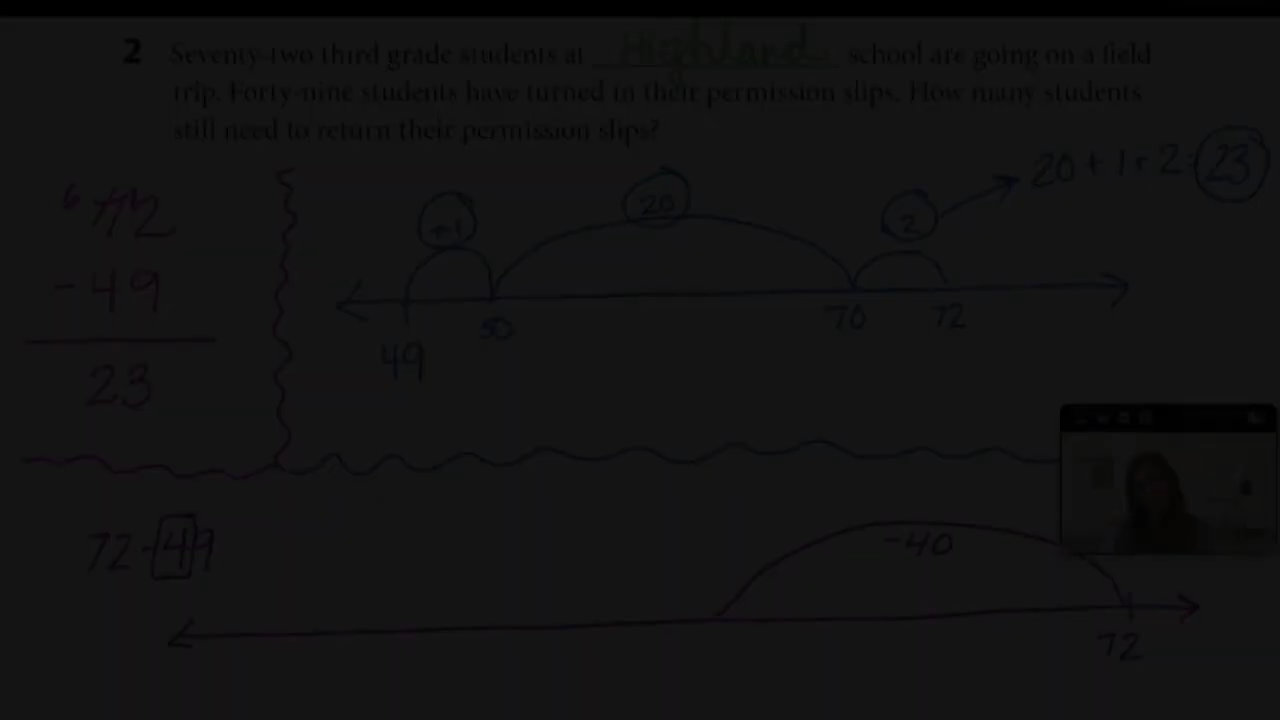 2 Seventy-two third grade students at Highland school are going on a field
trip. Forty-nine students have turned in their permission slips. How many students
still need to return their permission slips?
20 + 1 + 2 = 23
6 12
72
- 49
23
+1 20 2
49 50 70 72
72 - 49
-40
72